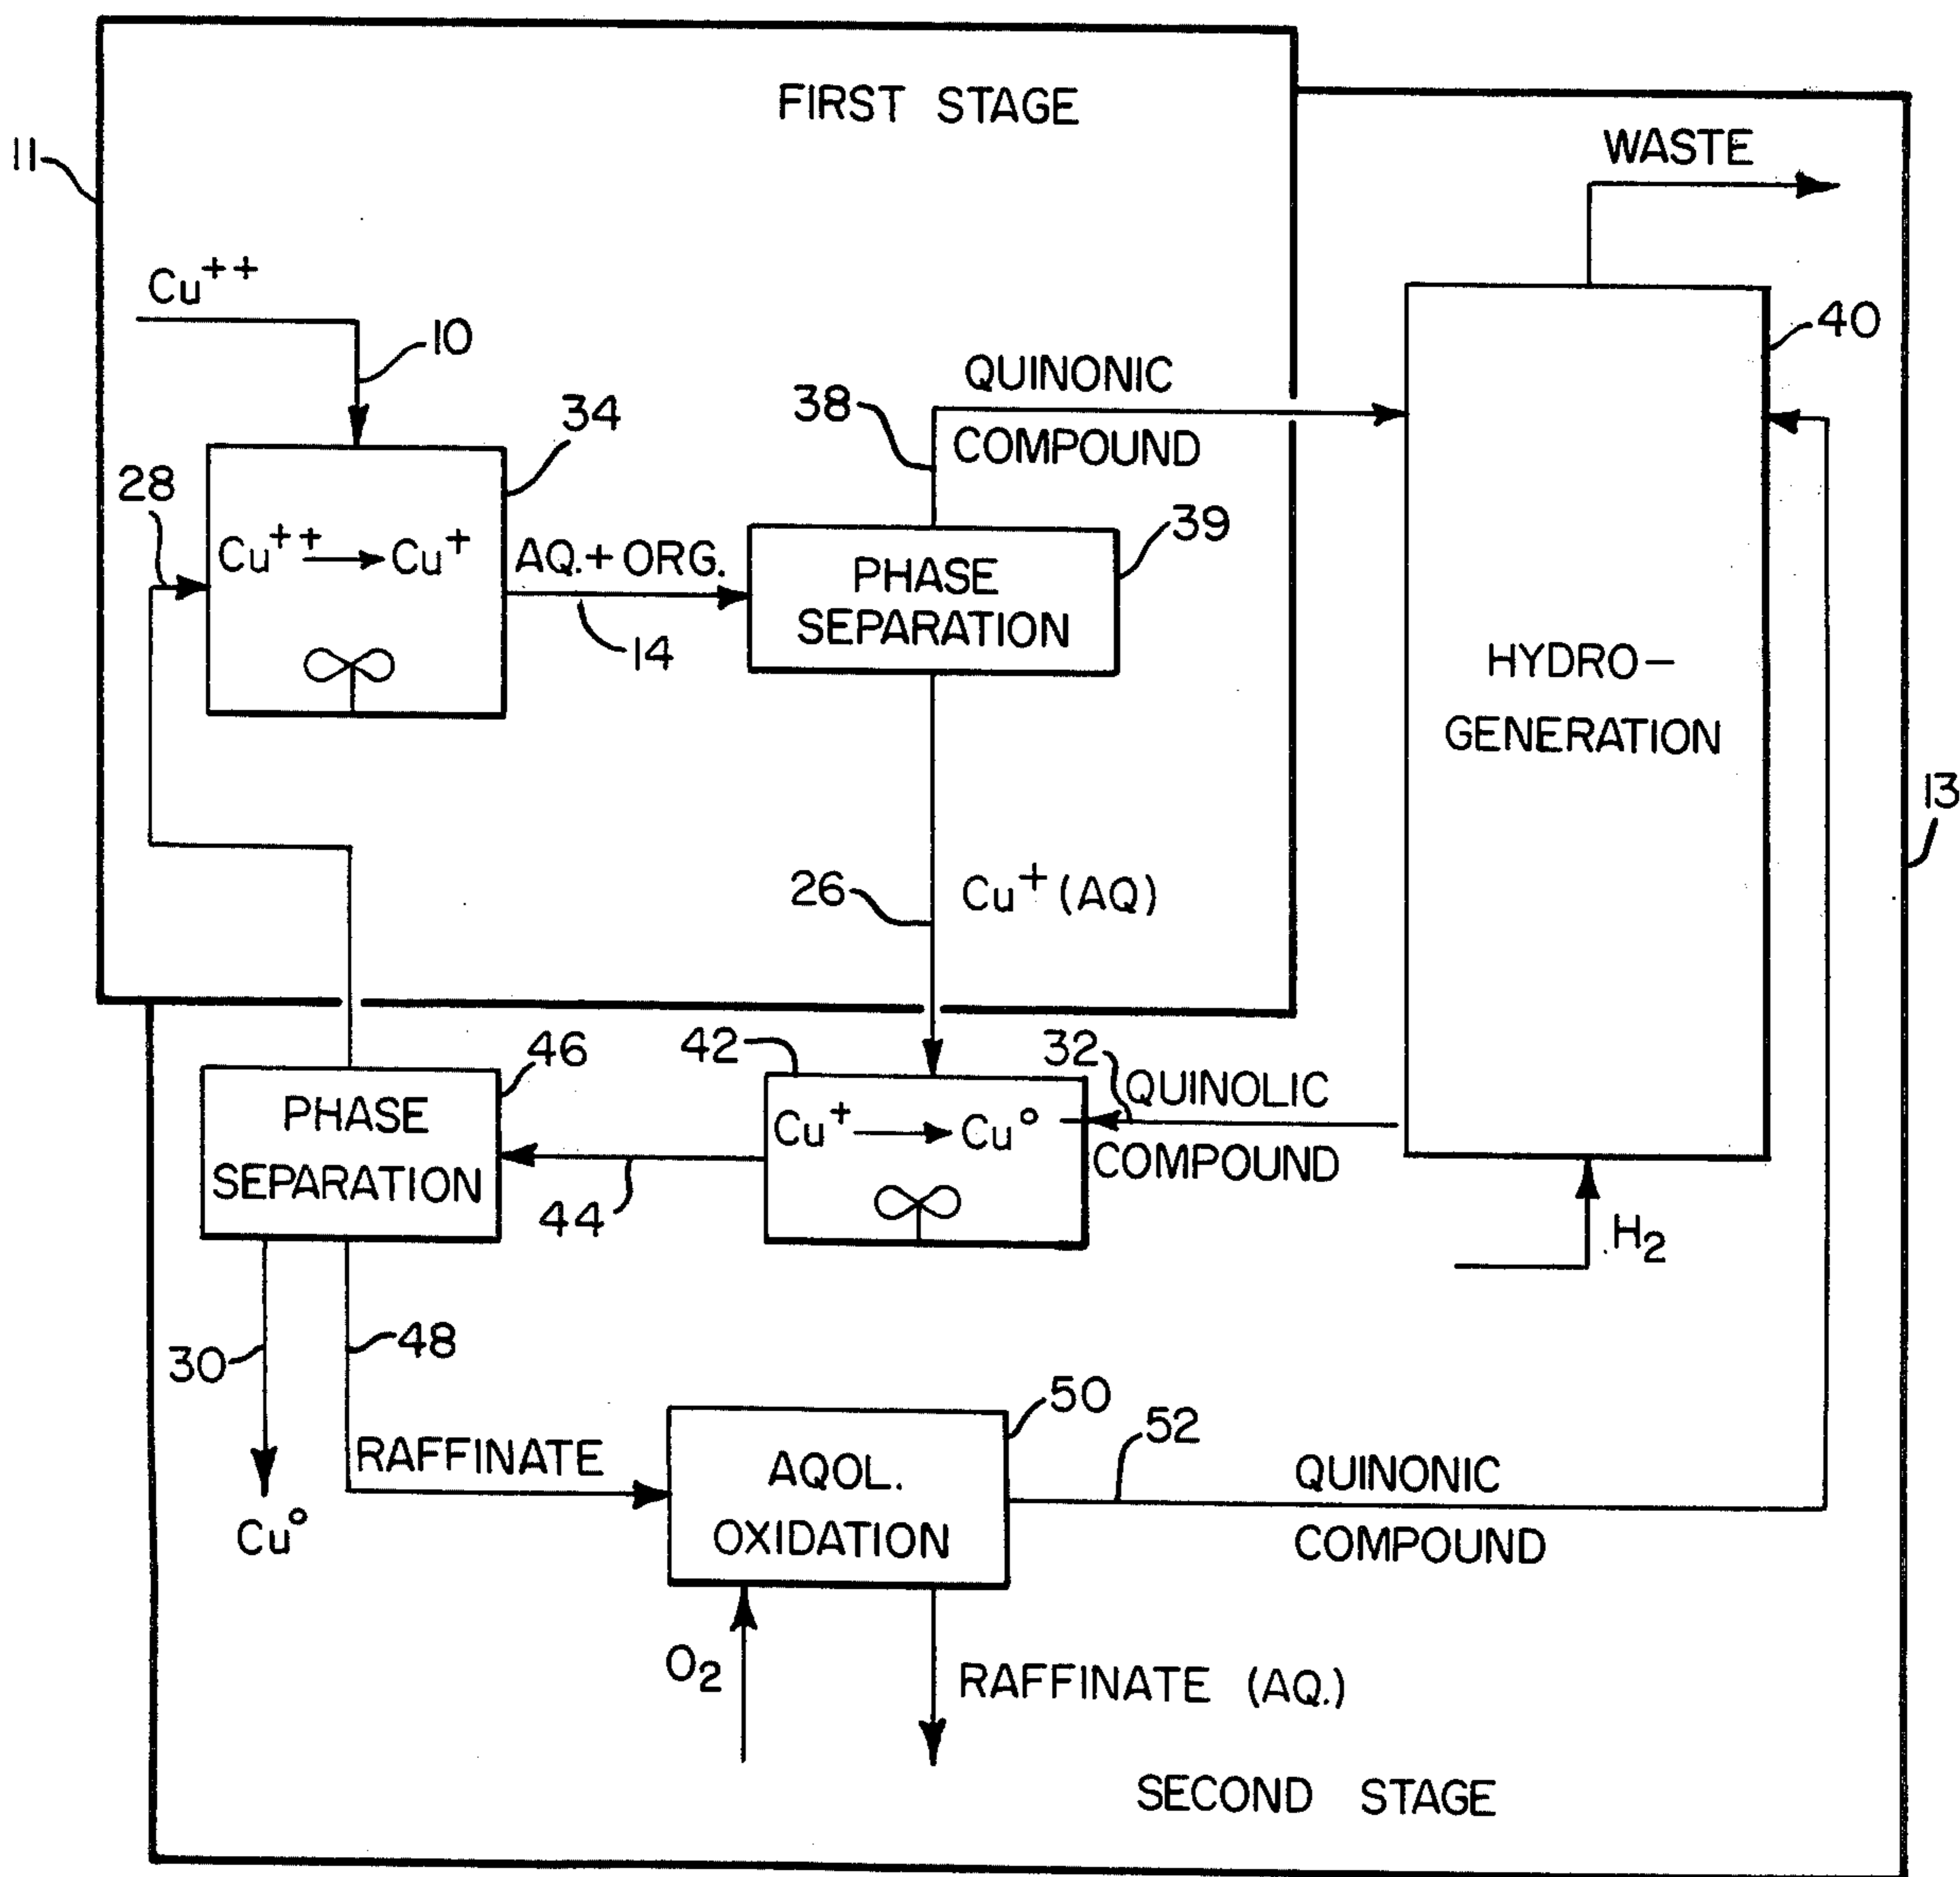 FIRST STAGE
11
WASTE
Cu++
10
40
34
38
QUINONIC
COMPOUND
28
39
Cu++ → Cu+
AQ.+ ORG.
PHASE
SEPARATION
14
HYDRO-
GENERATION
13
26
Cu+ (AQ)
46
42
32
QUINOLIC
COMPOUND
PHASE
SEPARATION
Cu+ → Cu°
44
H2
30
48
50
52
RAFFINATE
AQOL.
OXIDATION
QUINONIC
COMPOUND
Cu°
O2
RAFFINATE (AQ.)
SECOND STAGE